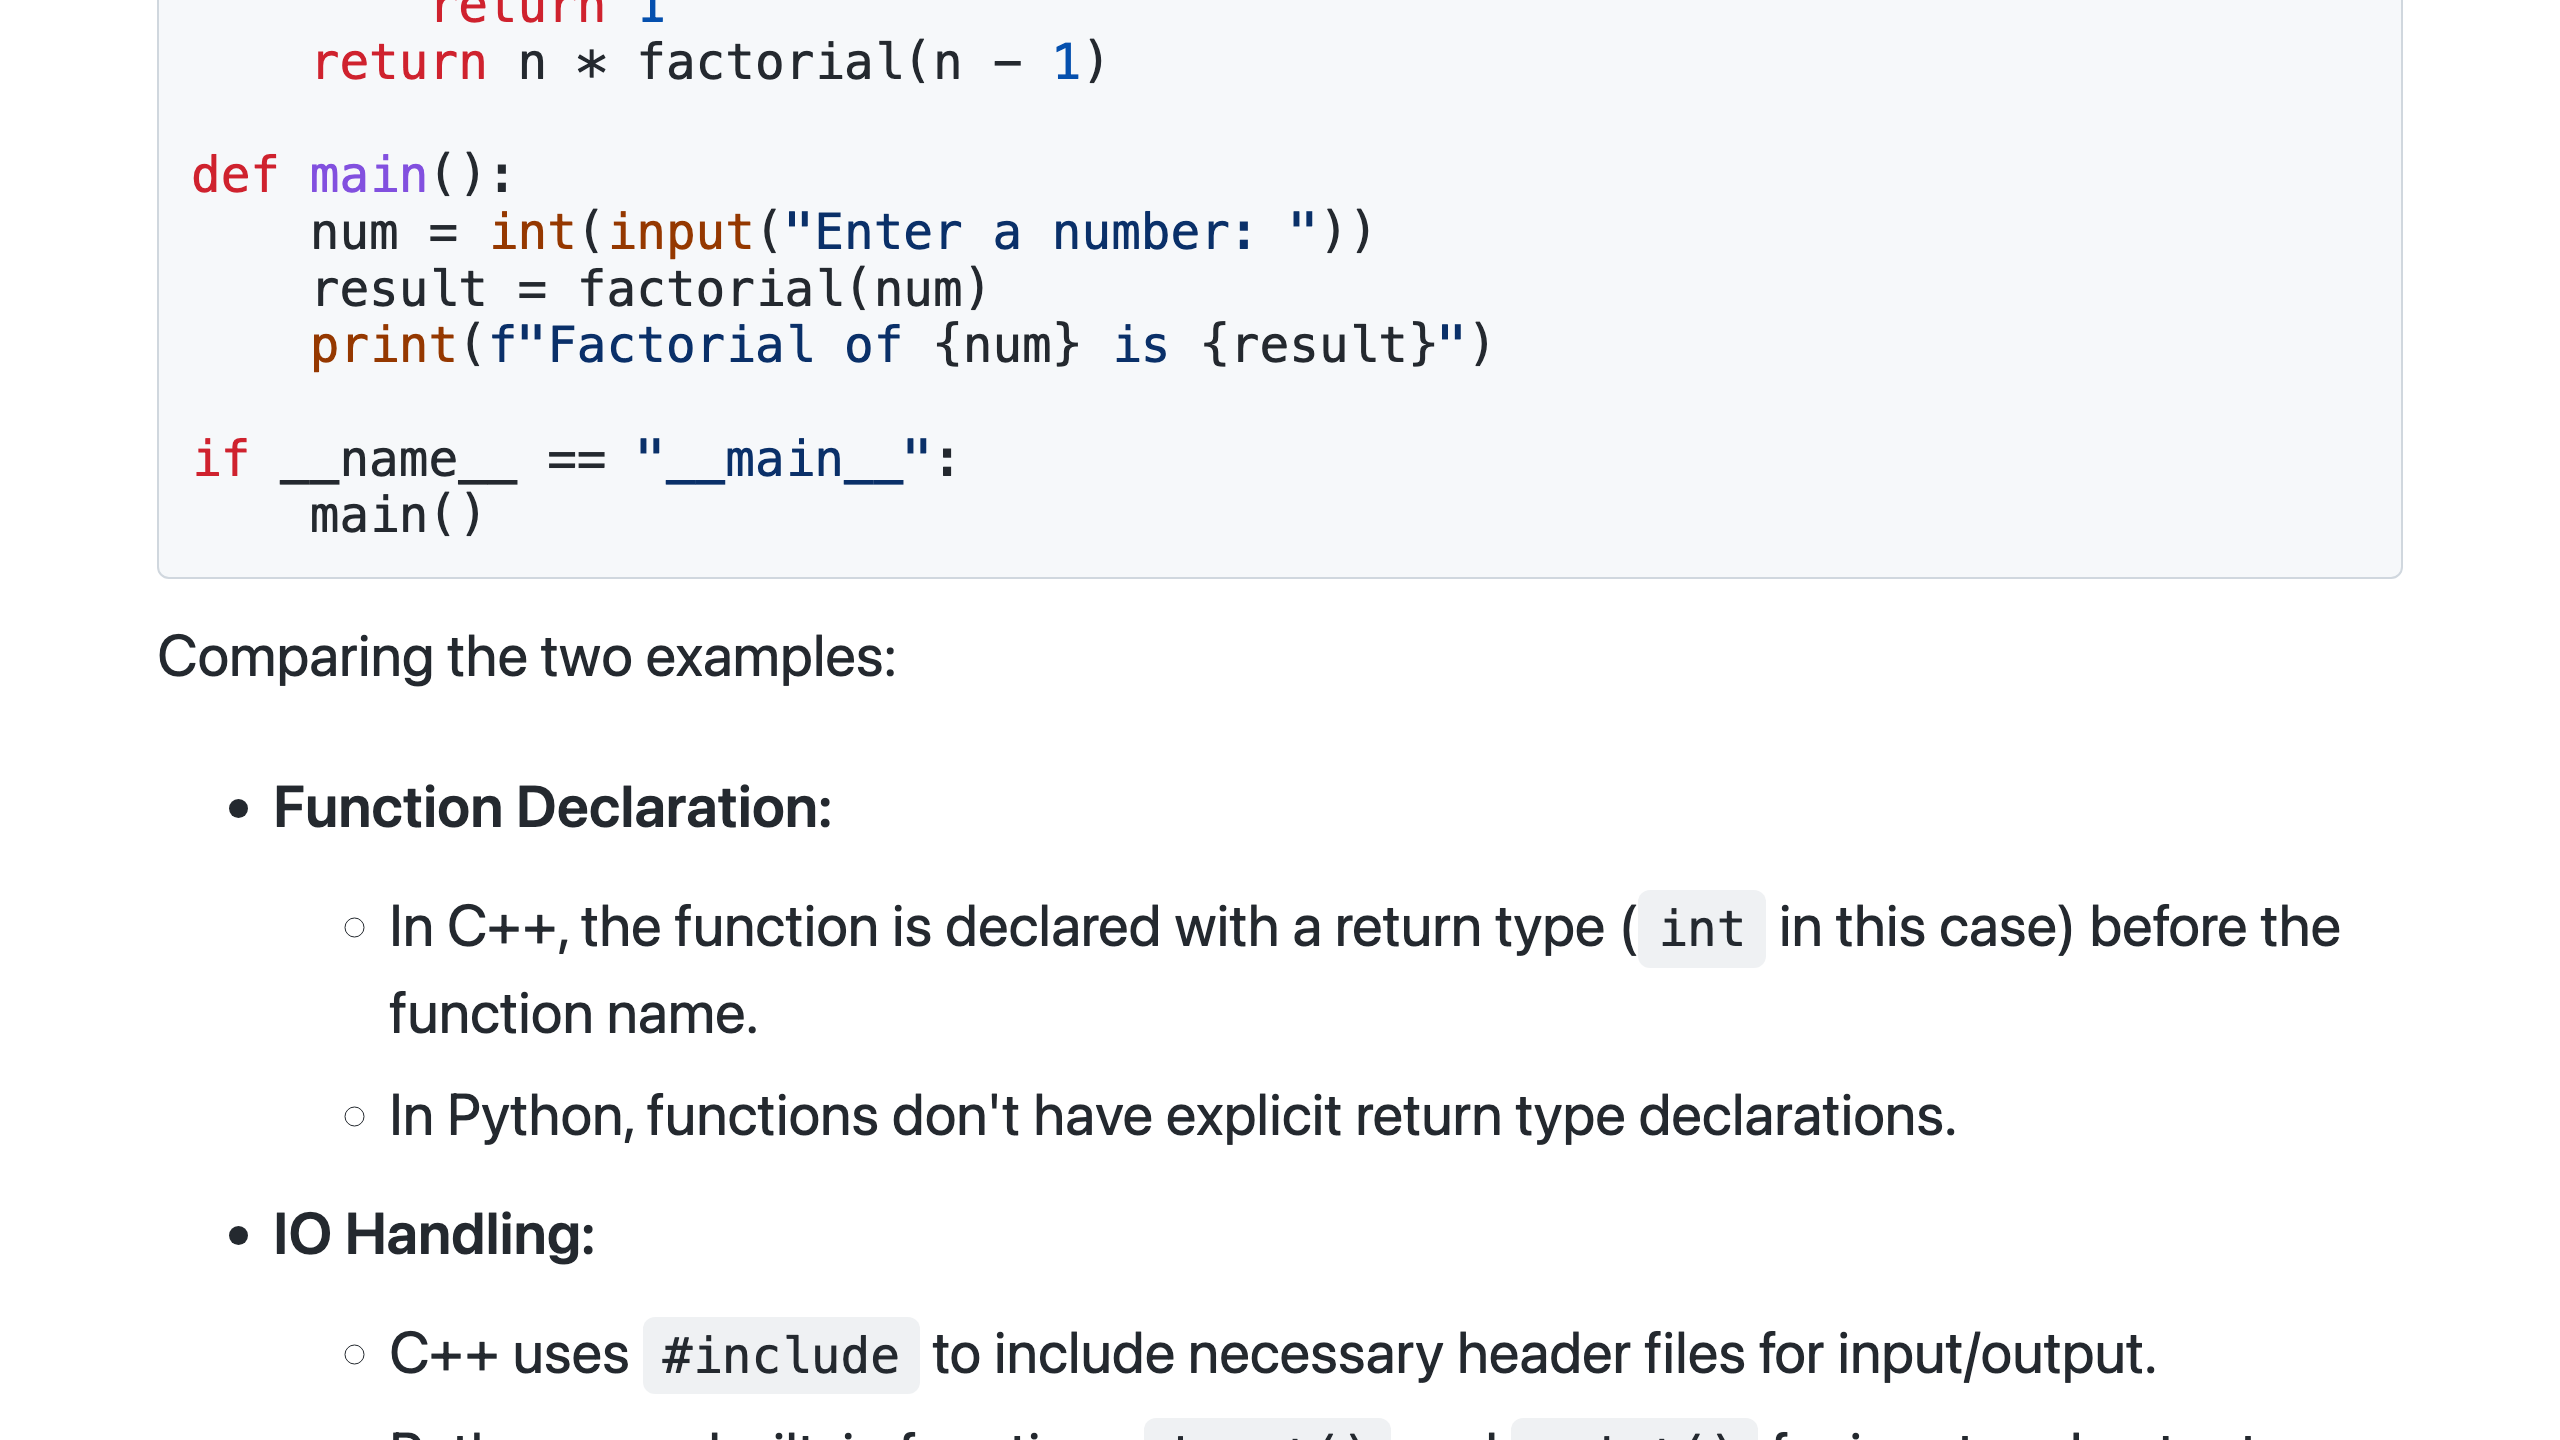 return 1
return n * factorial(n - 1)
def main():
num = int(input("Enter a number: "))
result = factorial(num)
print(f"Factorial of {num} is {result}")
if __name__ == "__main__":
main()
Comparing the two examples:
• Function Declaration:
○ In C++, the function is declared with a return type ( int in this case) before the
function name.
○ In Python, functions don't have explicit return type declarations.
• IO Handling:
○ C++ uses #include to include necessary header files for input/output.